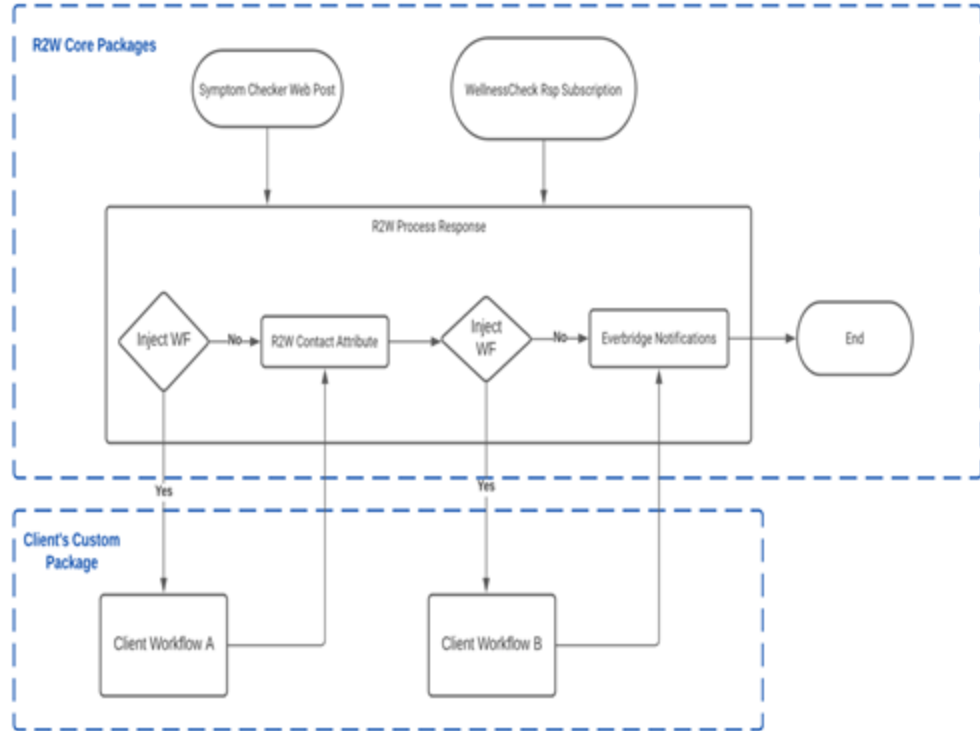 R2W Core Packages
Symptom Checker Web Post
WellnessCheck Rsp Subscription
R2W Process Response
Inject WF
No
R2W Contact Attribute
Inject
WF
No
Everbridge Notifications
End
Yes
Yes
Client's Custom
Package
Client Workflow A
Client Workflow B